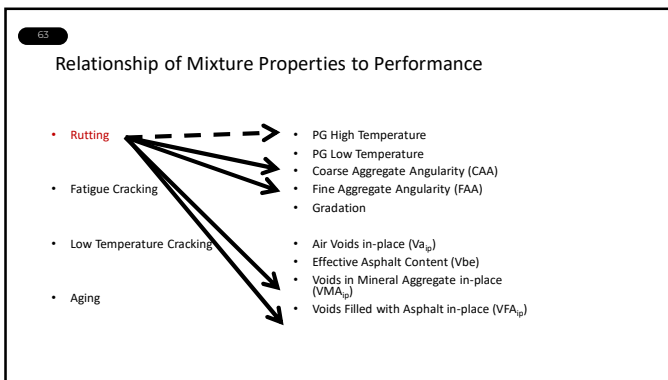 63
Relationship of Mixture Properties to Performance
• Rutting
• Fatigue Cracking
• Low Temperature Cracking
• Aging
• PG High Temperature
• PG Low Temperature
• Coarse Aggregate Angularity (CAA)
• Fine Aggregate Angularity (FAA)
• Gradation
• Air Voids in-place (Vaip)
• Effective Asphalt Content (Vbe)
• Voids in Mineral Aggregate in-place
(VMAip)
• Voids Filled with Asphalt in-place (VFAip)